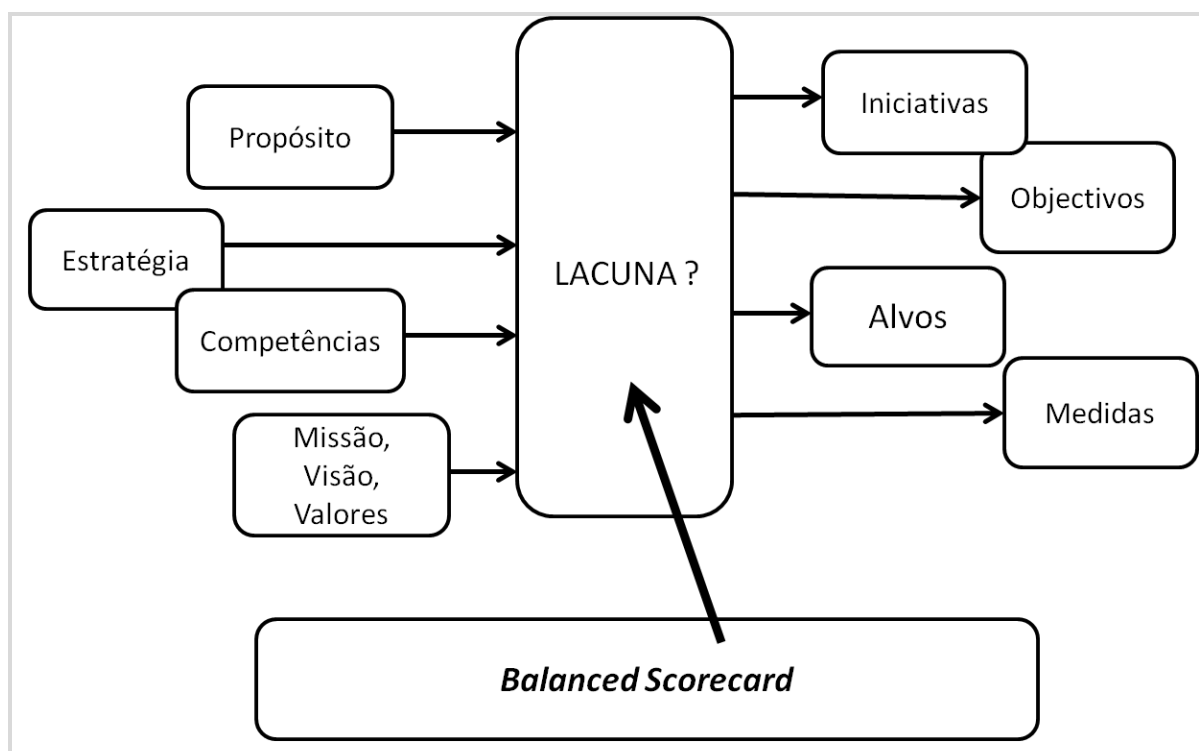 Propósito
Estratégia
Competências
Missão,
Visão,
Valores
LACUNA ?
Iniciativas
Objectivos
Alvos
Medidas
Balanced Scorecard